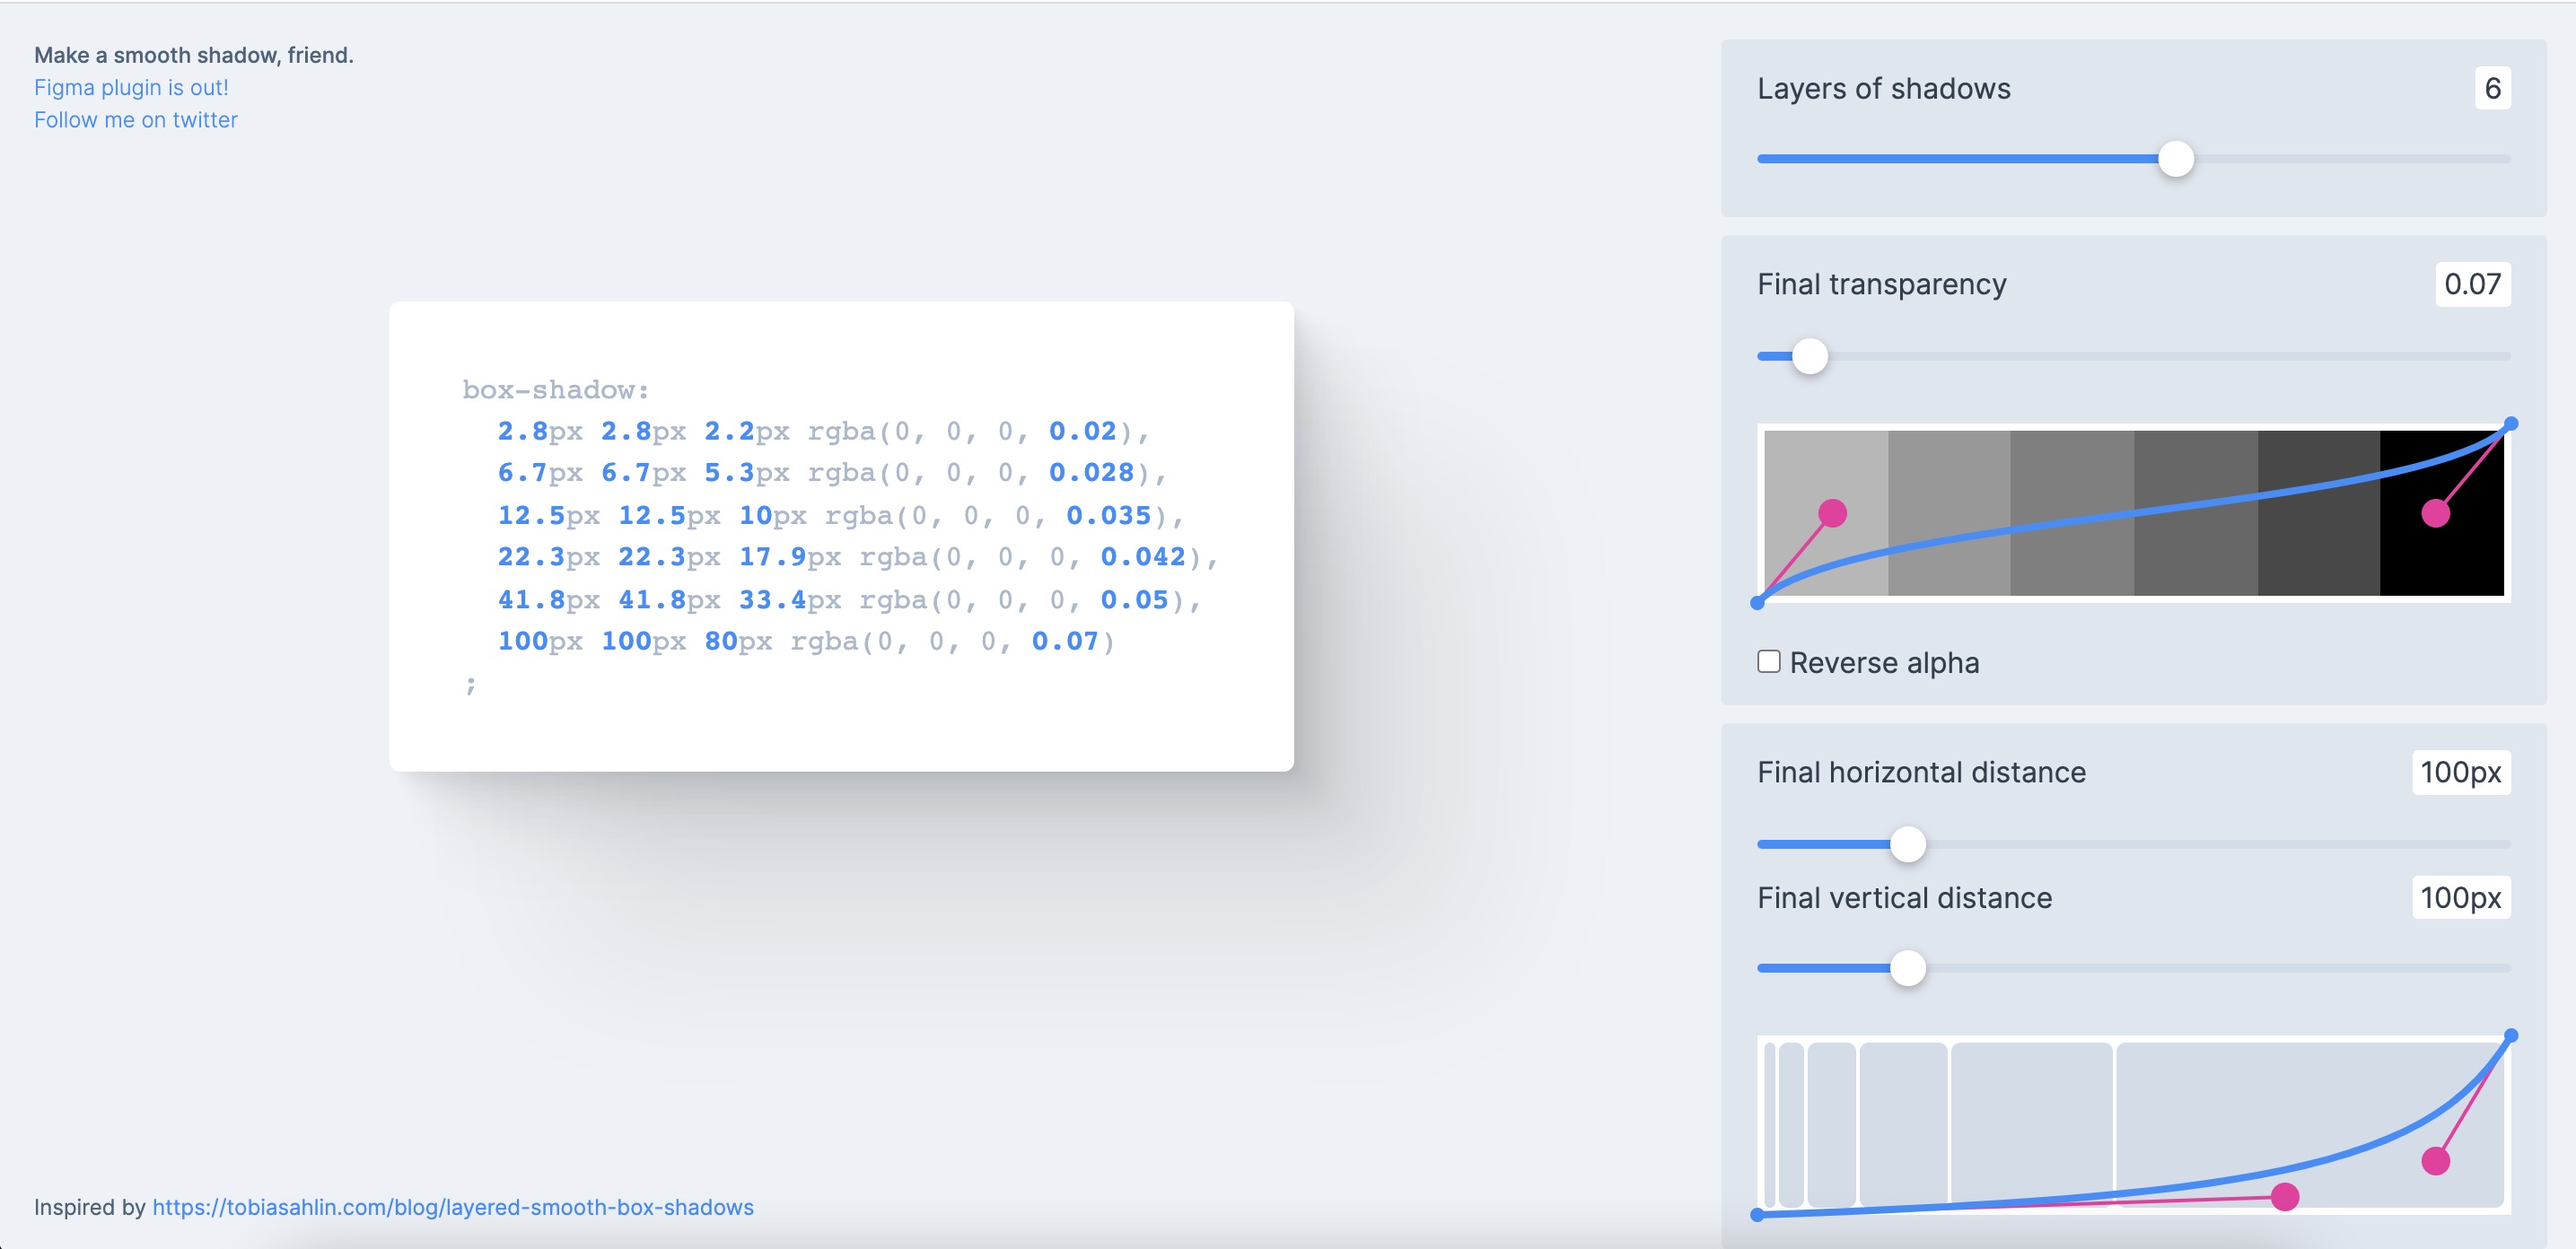 Make a smooth shadow, friend.
Figma plugin is out!
Follow me on twitter
box-shadow:
2.8px 2.8px 2.2px rgba(0, 0, 0, 0.02),
6.7px 6.7px 5.3px rgba(0, 0, 0, 0.028),
12.5px 12.5px 10px rgba(0, 0, 0, 0.035),
22.3px 22.3px 17.9px rgba(0, 0, 0, 0.042),
41.8px 41.8px 33.4px rgba(0, 0, 0, 0.05),
100px 100px 80px rgba(0, 0, 0, 0.07)
;
Inspired by https://tobiasahlin.com/blog/layered-smooth-box-shadows
Layers of shadows 6
Final transparency 0.07
Reverse alpha
Final horizontal distance 100px
Final vertical distance 100px